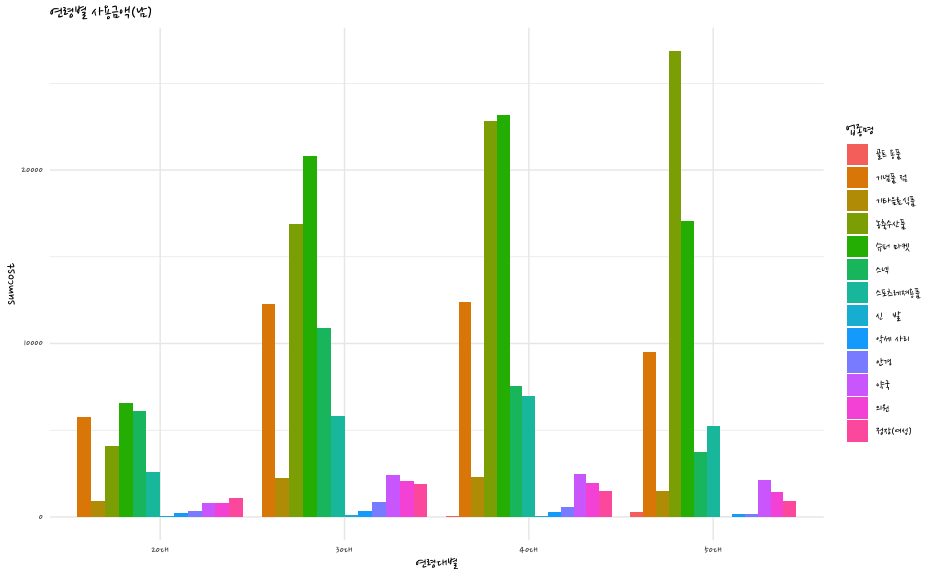 연령별 사용금액(남)
sumcost
20000
10000
0
20대
30대
40대
50대
연령대별
업종명
골프 용품
기념품 점
기타음료식품
농축수산품
슈퍼 마켓
스넥
스포츠레져용품
신 발
악세 사리
안경
약국
의원
정장(여성)